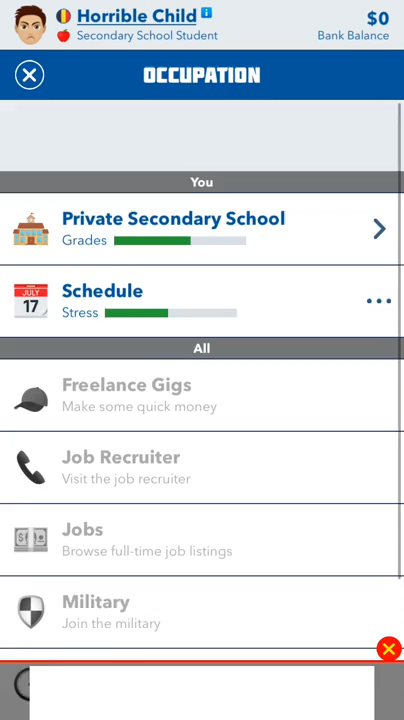 Horrible Child i
$0
Secondary School Student
Bank Balance
OCCUPATION
You
Private Secondary School
Grades
JULY
17
Schedule
Stress
All
Freelance Gigs
Make some quick money
Job Recruiter
Visit the job recruiter
Jobs
Browse full-time job listings
Military
Join the military